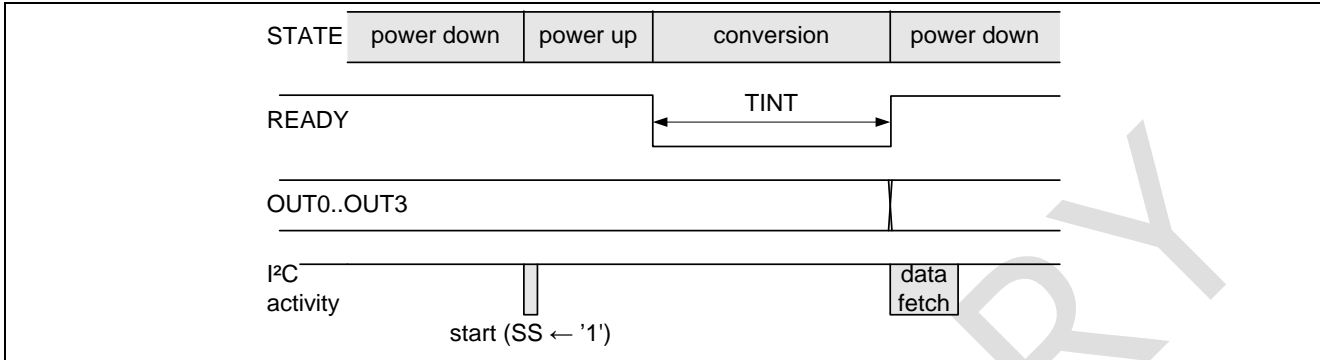 STATE power down power up conversion power down
READY TINT
OUT0..OUT3
I²C
activity
data
fetch
start (SS ← '1')
RY